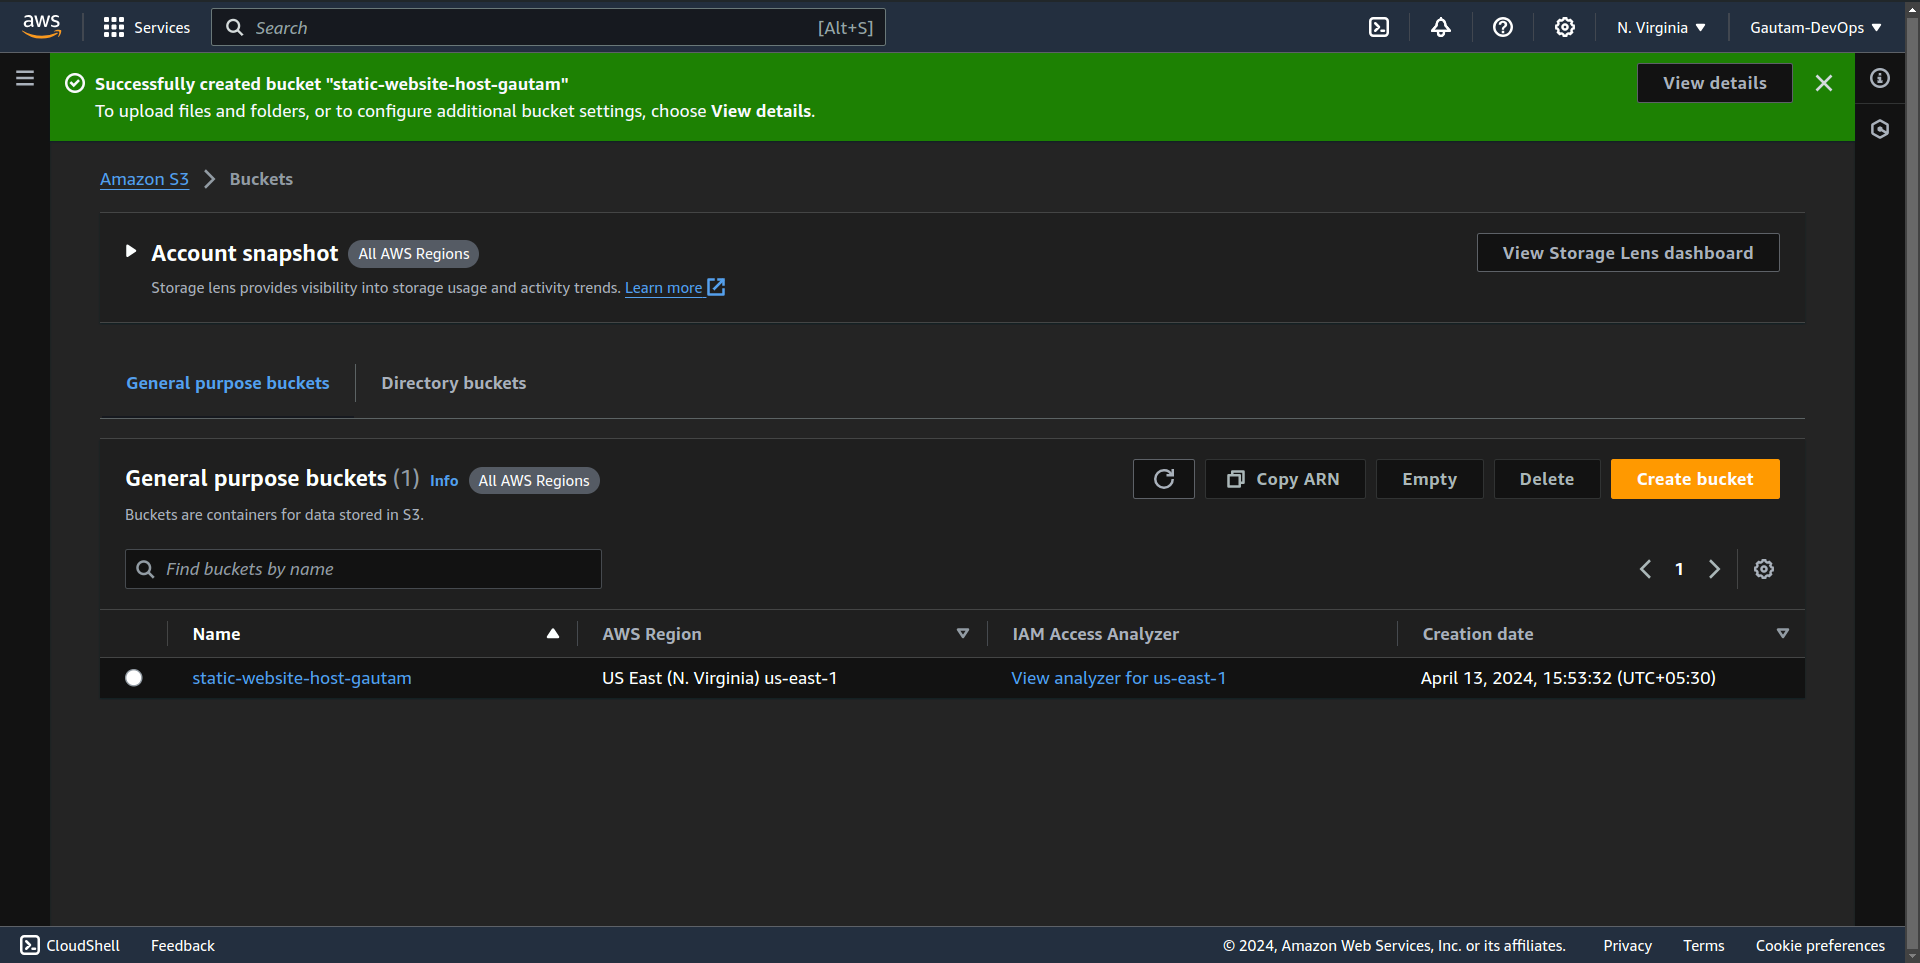 aws Services Search [Alt+S] N. Virginia Gautam-DevOps
Successfully created bucket "static-website-host-gautam" View details
To upload files and folders, or to configure additional bucket settings, choose View details.
Amazon S3 Buckets
Account snapshot All AWS Regions View Storage Lens dashboard
Storage lens provides visibility into storage usage and activity trends. Learn more
General purpose buckets Directory buckets
General purpose buckets (1) Info All AWS Regions Copy ARN Empty Delete Create bucket
Buckets are containers for data stored in S3.
Find buckets by name 1
Name AWS Region IAM Access Analyzer Creation date
static-website-host-gautam US East (N. Virginia) us-east-1 View analyzer for us-east-1 April 13, 2024, 15:53:32 (UTC+05:30)
CloudShell Feedback © 2024, Amazon Web Services, Inc. or its affiliates. Privacy Terms Cookie preferences